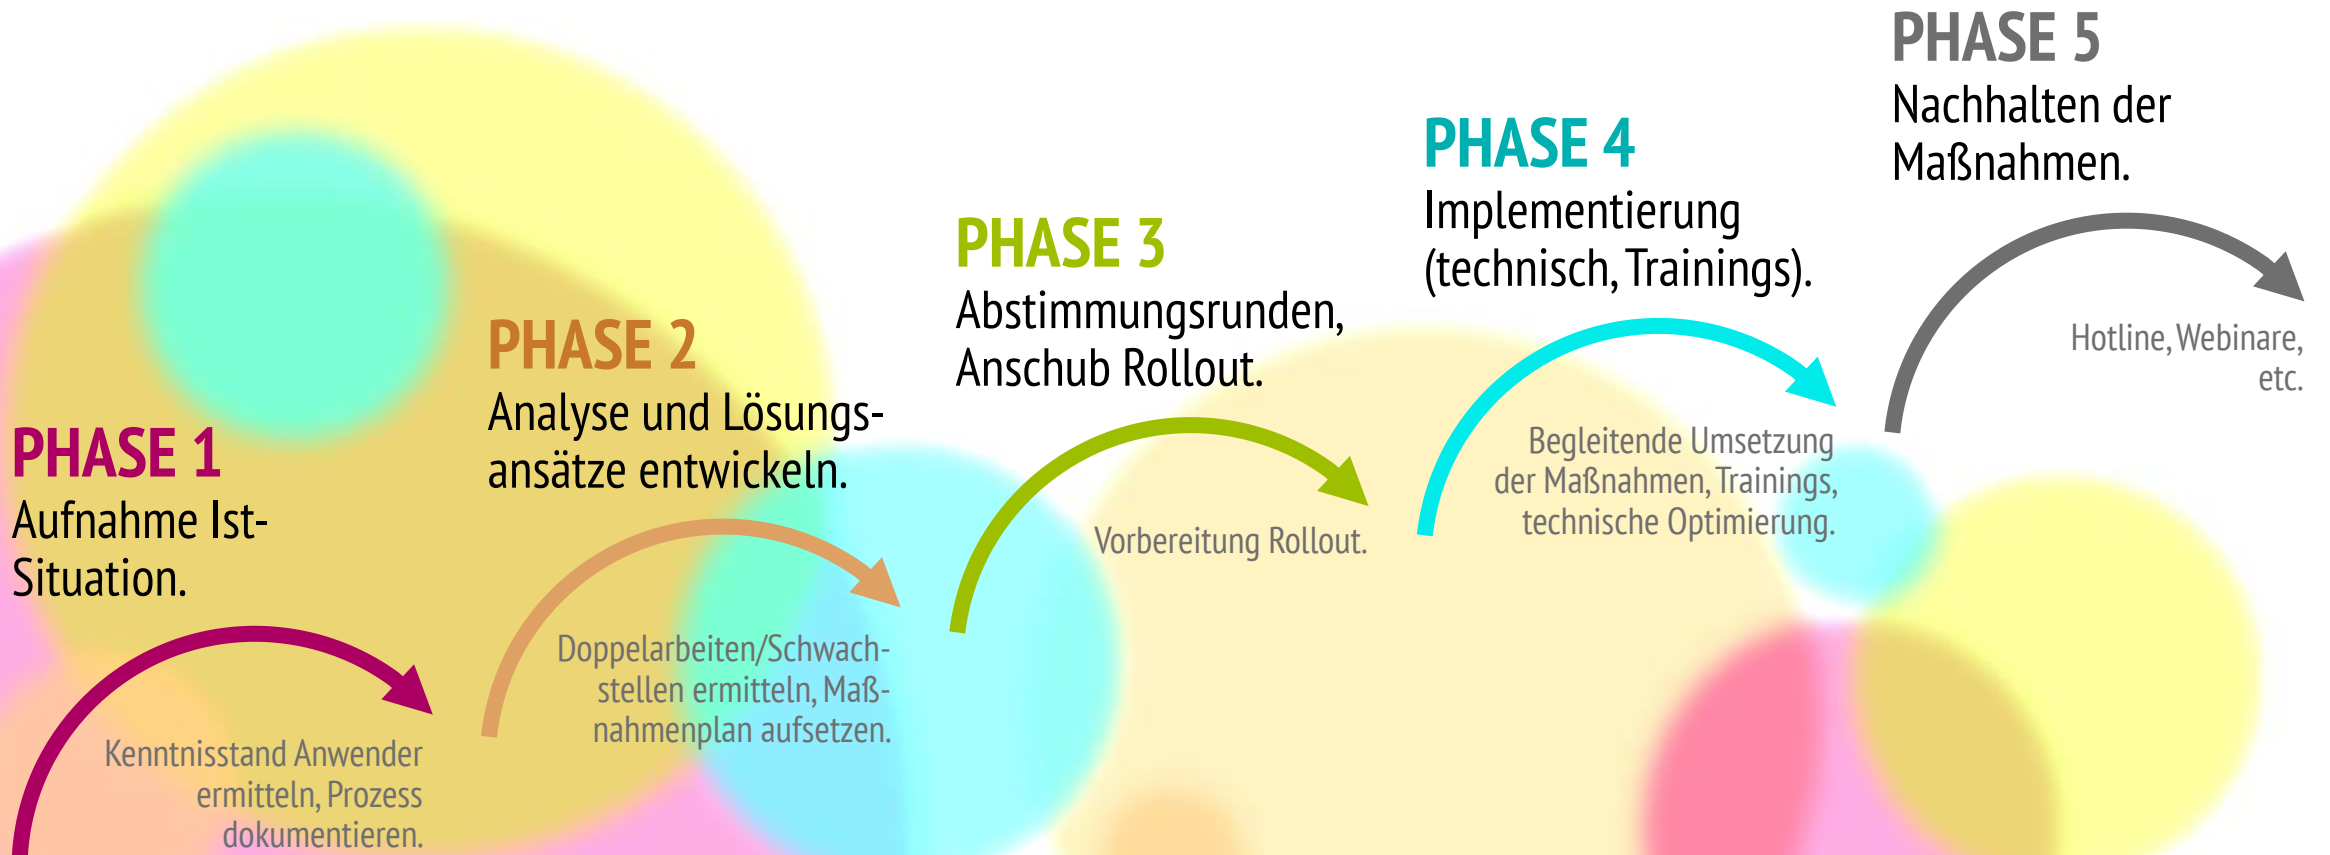 PHASE 1
Aufnahme Ist-
Situation.
Kenntnisstand Anwender
ermitteln, Prozess
dokumentieren.
PHASE 2
Analyse und Lösungs-
ansätze entwickeln.
Doppelarbeiten/Schwach-
stellen ermitteln, Maß-
nahmenplan aufsetzen.
PHASE 3
Abstimmungsrunden,
Anschub Rollout.
Vorbereitung Rollout.
PHASE 4
Implementierung
(technisch, Trainings).
Begleitende Umsetzung
der Maßnahmen, Trainings,
technische Optimierung.
PHASE 5
Nachhalten der
Maßnahmen.
Hotline, Webinare,
etc.